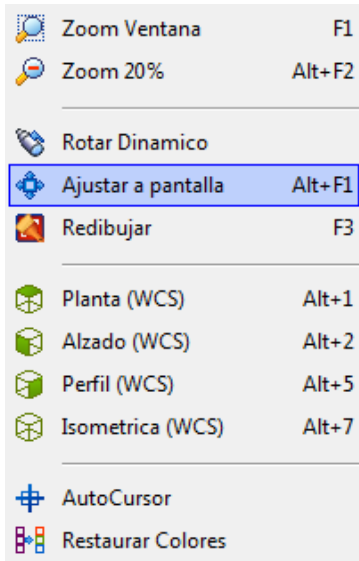 Zoom Ventana F1
Zoom 20% Alt+F2
Rotar Dinamico
Ajustar a pantalla Alt+F1
Redibujar F3
Planta (WCS) Alt+1
Alzado (WCS) Alt+2
Perfil (WCS) Alt+5
Isometrica (WCS) Alt+7
AutoCursor
Restaurar Colores